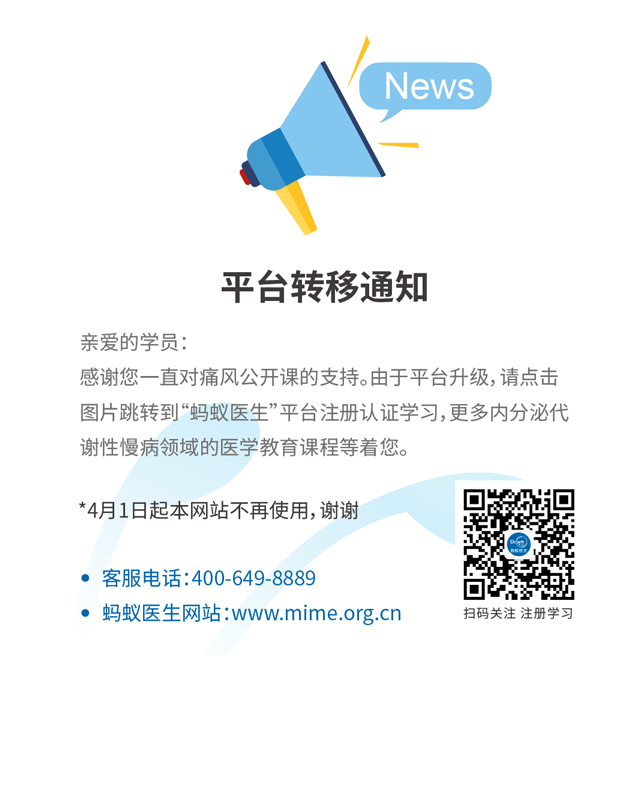 News
平台转移通知
亲爱的学员：
感谢您一直对痛风公开课的支持。由于平台升级，请点击
图片跳转到“蚂蚁医生”平台注册认证学习，更多内分泌代
谢性慢病领域的医学教育课程等着您。
*4月1日起本网站不再使用，谢谢
• 客服电话：400-649-8889
• 蚂蚁医生网站：www.mime.org.cn
蚂蚁医生
扫码关注 注册学习